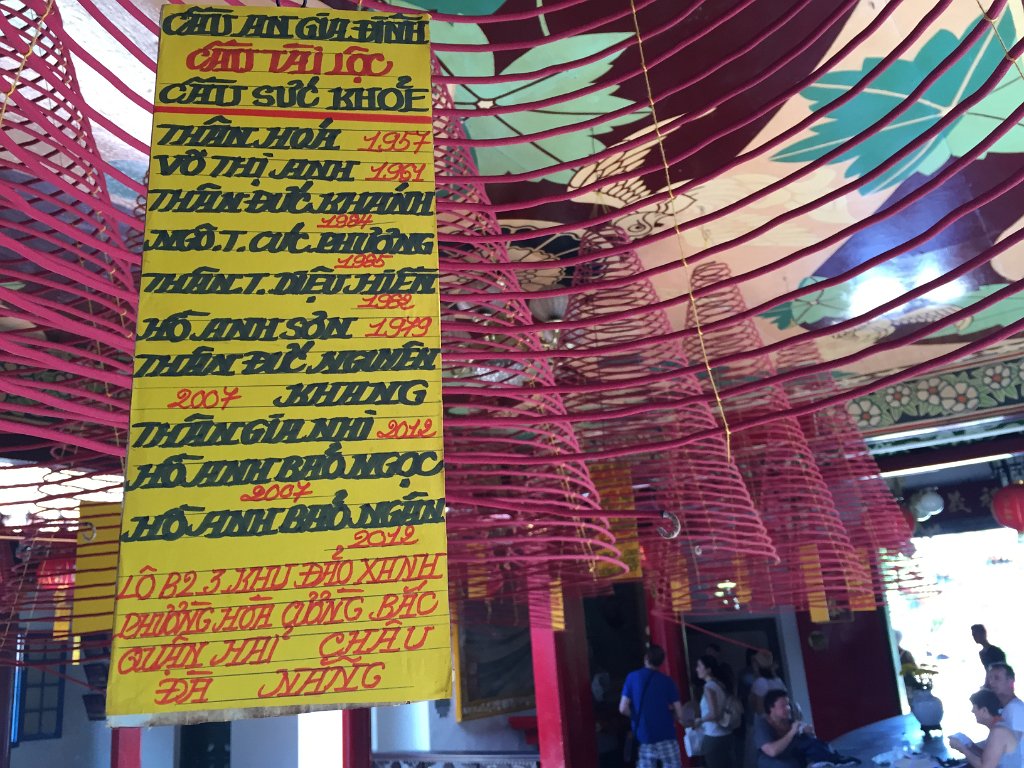 CẦU AN GIA ĐÌNH
CẦU TÀI LỘC
CẦU SỨC KHOẺ
THÂN HOÁ 1957
VÕ THỊ ANH 1961
THÂN ĐỨC KHÁNH
1984
NGÔ.T. CÚC PHƯƠNG
1985
THÂN.T. DIỆU HIỀN
1982
HỒ ANH SƠN 1979
THÂN ĐỨC NGUYÊN
2007 KHANG
THÂN GIA NHI 2012
HỒ ANH BẢO NGỌC
2007
HỒ ANH BẢO NGÂN
2012
LÔ B2.3 KHU ĐẢO XANH
PHƯỜNG HOÀ CƯỜNG BẮC
QUẬN HẢI CHÂU
ĐÀ NẴNG